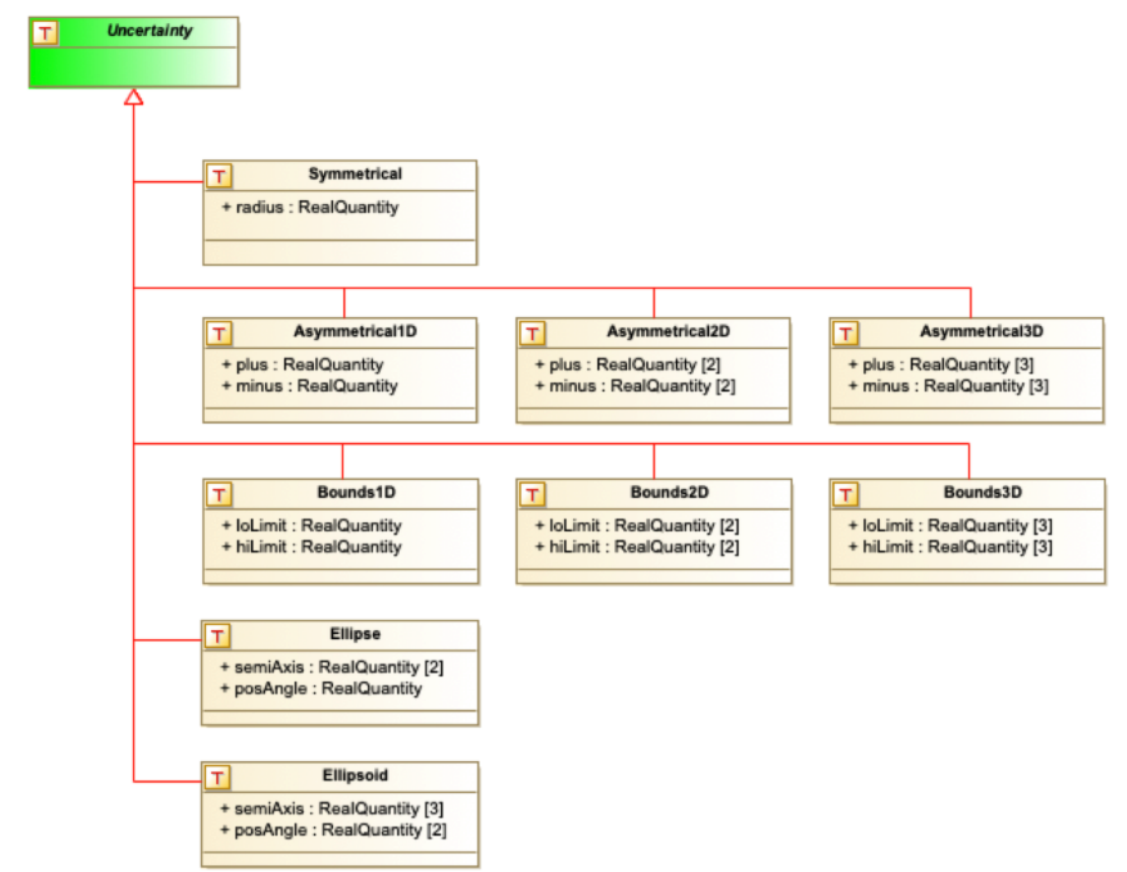 T Uncertainty
T Symmetrical
+ radius : RealQuantity
T Asymmetrical1D
+ plus : RealQuantity
+ minus : RealQuantity
T Asymmetrical2D
+ plus : RealQuantity [2]
+ minus : RealQuantity [2]
T Asymmetrical3D
+ plus : RealQuantity [3]
+ minus : RealQuantity [3]
T Bounds1D
+ loLimit : RealQuantity
+ hiLimit : RealQuantity
T Bounds2D
+ loLimit : RealQuantity [2]
+ hiLimit : RealQuantity [2]
T Bounds3D
+ loLimit : RealQuantity [3]
+ hiLimit : RealQuantity [3]
T Ellipse
+ semiAxis : RealQuantity [2]
+ posAngle : RealQuantity
T Ellipsoid
+ semiAxis : RealQuantity [3]
+ posAngle : RealQuantity [2]